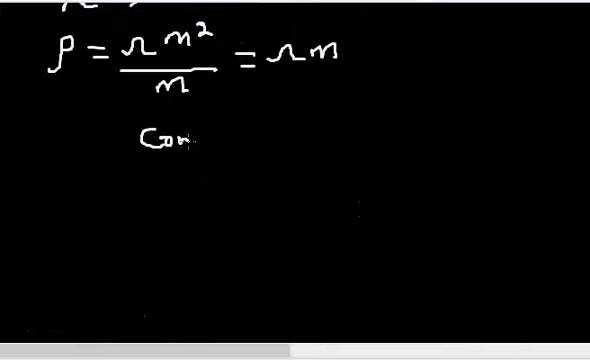 ρ = Ω m² / m = Ω m
Con